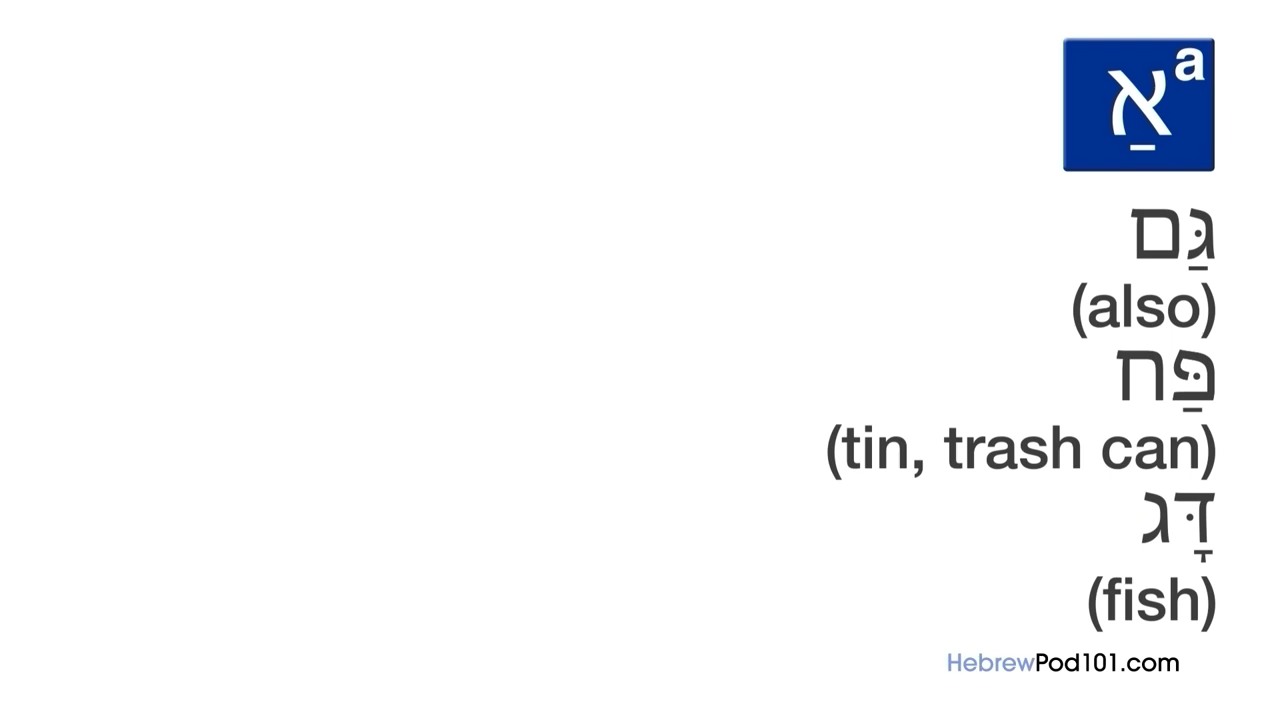 אַ a
גַּם
(also)
פַּח
(tin, trash can)
דָּג
(fish)
HebrewPod101.com